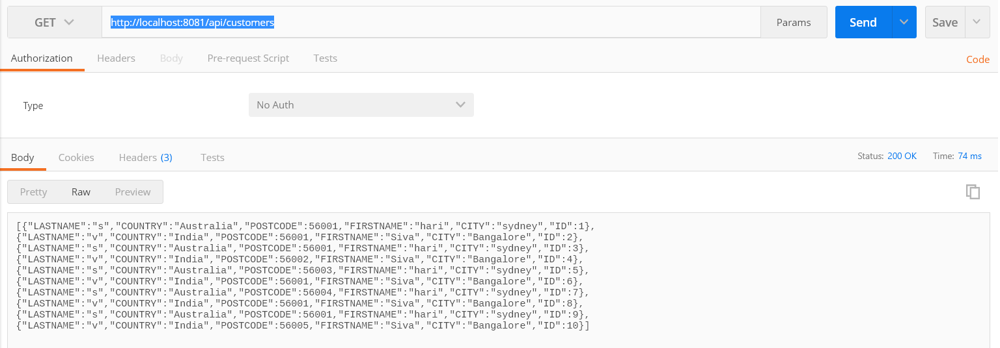 GET http://localhost:8081/api/customers Params Send Save
Authorization Headers Body Pre-request Script Tests Code
Type No Auth
Body Cookies Headers (3) Tests Status: 200 OK Time: 74 ms
Pretty Raw Preview
[{"LASTNAME":"s","COUNTRY":"Australia","POSTCODE":56001,"FIRSTNAME":"hari","CITY":"sydney","ID":1},
{"LASTNAME":"v","COUNTRY":"India","POSTCODE":56001,"FIRSTNAME":"Siva","CITY":"Bangalore","ID":2},
{"LASTNAME":"s","COUNTRY":"Australia","POSTCODE":56001,"FIRSTNAME":"hari","CITY":"sydney","ID":3},
{"LASTNAME":"v","COUNTRY":"India","POSTCODE":56002,"FIRSTNAME":"Siva","CITY":"Bangalore","ID":4},
{"LASTNAME":"s","COUNTRY":"Australia","POSTCODE":56003,"FIRSTNAME":"hari","CITY":"sydney","ID":5},
{"LASTNAME":"v","COUNTRY":"India","POSTCODE":56001,"FIRSTNAME":"Siva","CITY":"Bangalore","ID":6},
{"LASTNAME":"s","COUNTRY":"Australia","POSTCODE":56004,"FIRSTNAME":"hari","CITY":"sydney","ID":7},
{"LASTNAME":"v","COUNTRY":"India","POSTCODE":56001,"FIRSTNAME":"Siva","CITY":"Bangalore","ID":8},
{"LASTNAME":"s","COUNTRY":"Australia","POSTCODE":56001,"FIRSTNAME":"hari","CITY":"sydney","ID":9},
{"LASTNAME":"v","COUNTRY":"India","POSTCODE":56005,"FIRSTNAME":"Siva","CITY":"Bangalore","ID":10}]